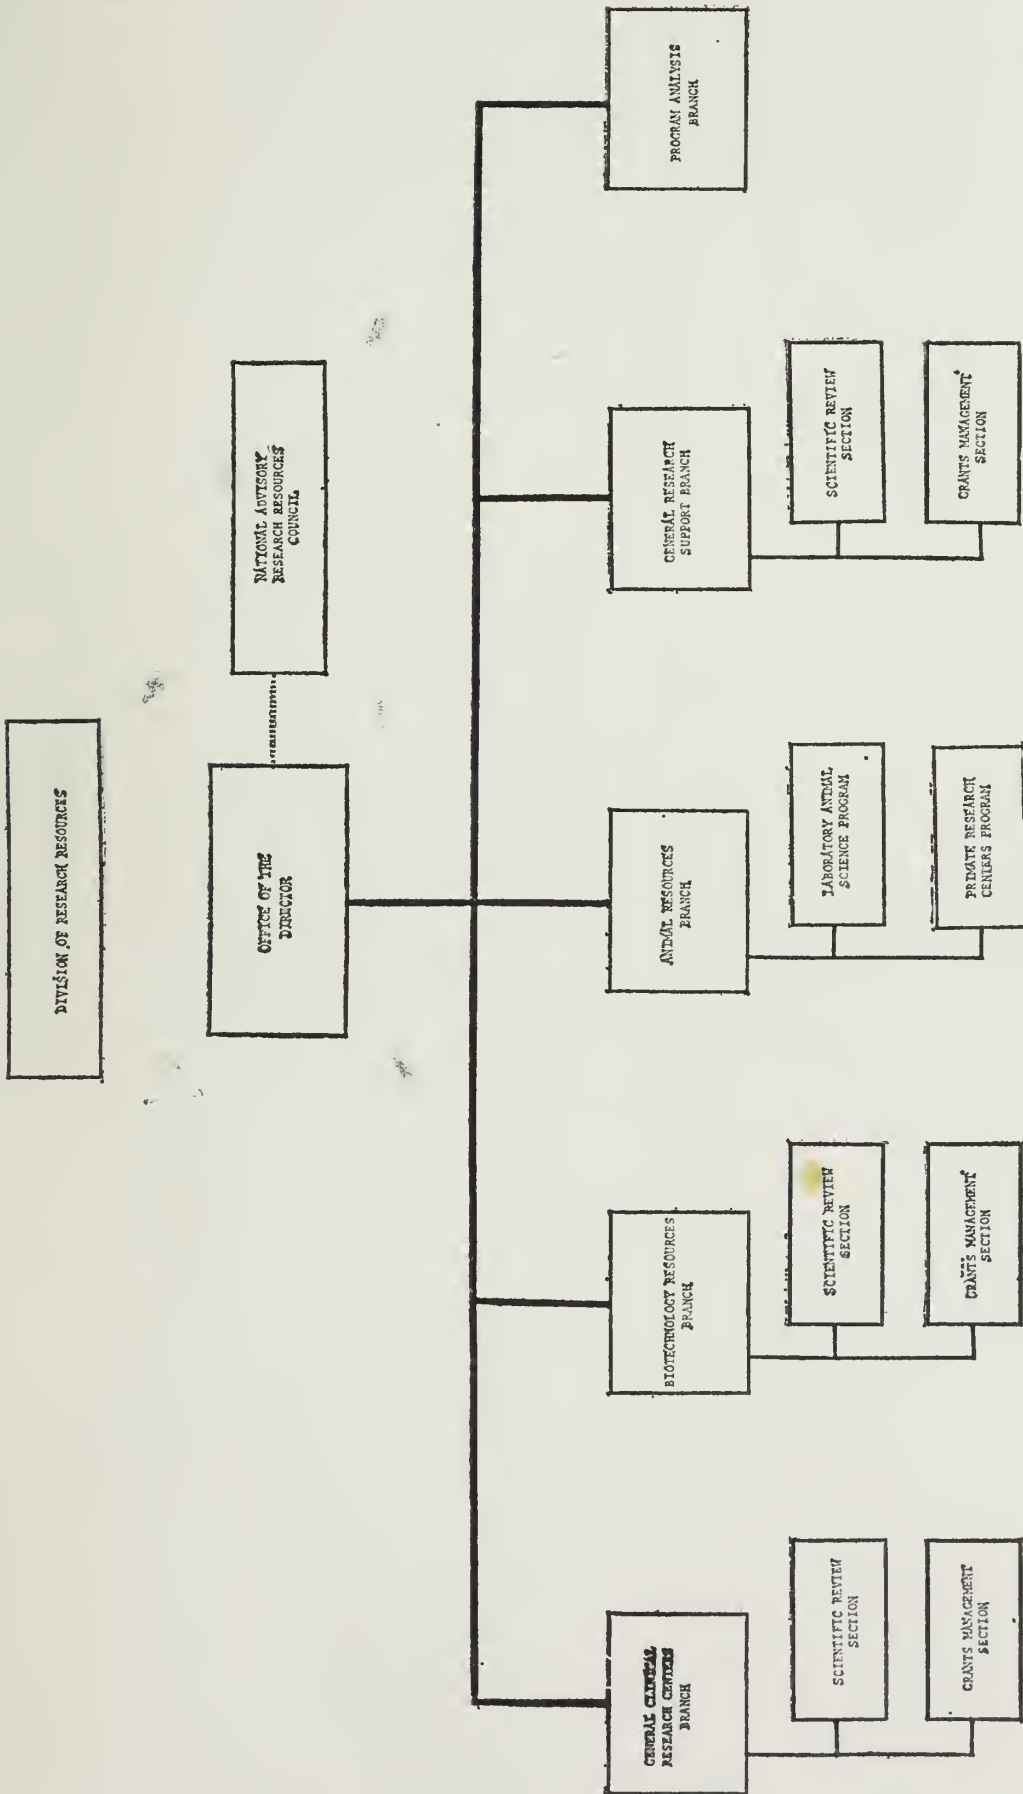 DIVISION OF RESEARCH RESOURCES
OFFICE OF THE
DIRECTOR
NATIONAL ADVISORY
RESEARCH RESOURCES
COUNCIL
GENERAL CLINICAL
RESEARCH CENTERS
BRANCH
BIOTECHNOLOGY RESOURCES
BRANCH
ANIMAL RESOURCES
BRANCH
GENERAL RESEARCH
SUPPORT BRANCH
PROGRAM ANALYSIS
BRANCH
SCIENTIFIC REVIEW
SECTION
SCIENTIFIC REVIEW
SECTION
LABORATORY ANIMAL
SCIENCE PROGRAM
SCIENTIFIC REVIEW
SECTION
GRANTS MANAGEMENT
SECTION
GRANTS MANAGEMENT
SECTION
PRIMATE RESEARCH
CENTERS PROGRAM
GRANTS MANAGEMENT
SECTION